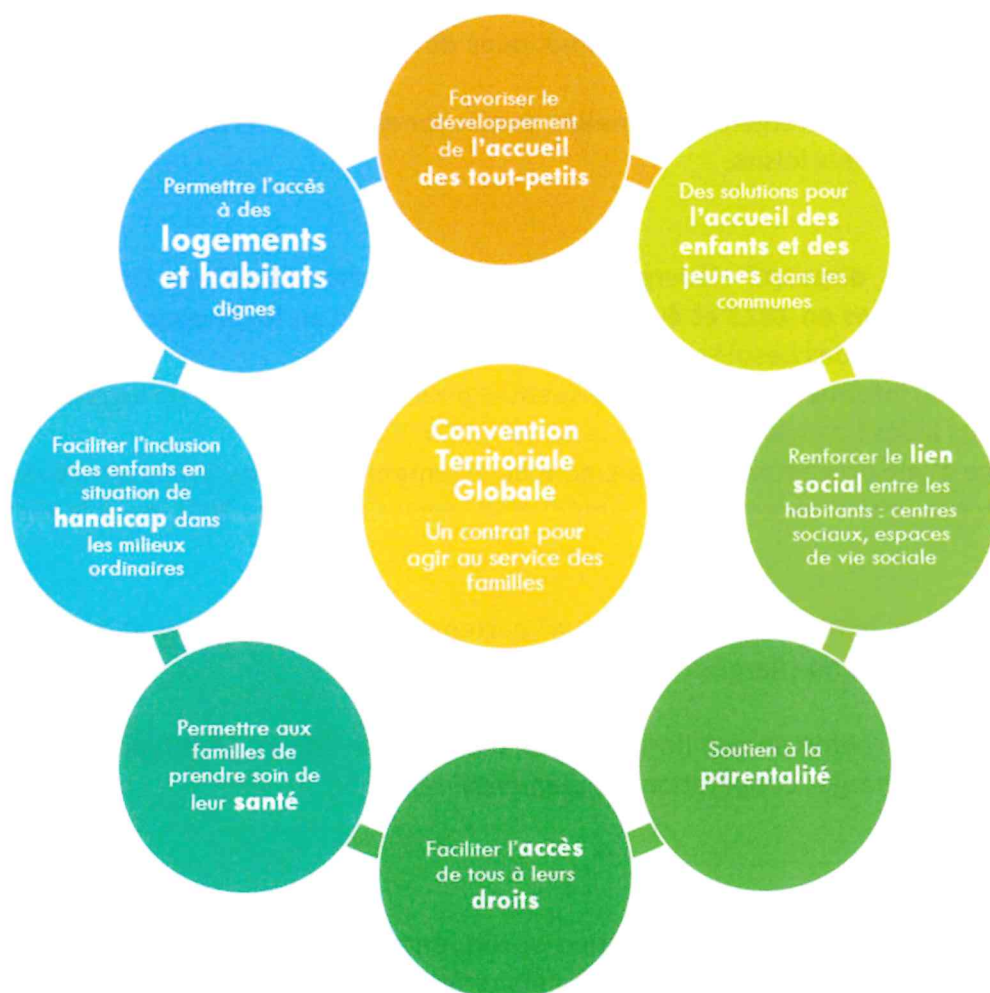 Favoriser le
développement
de l'accueil
des tout-petits
Des solutions pour
l'accueil des
enfants et des
jeunes dans les
communes
Renforcer le lien
social entre les
habitants : centres
sociaux, espaces
de vie sociale
Soutien à la
parentalité
Faciliter l'accès
de tous à leurs
droits
Permettre aux
familles de
prendre soin de
leur santé
Faciliter l'inclusion
des enfants en
situation de
handicap dans
les milieux
ordinaires
Permettre l'accès
à des
logements
et habitats
dignes
Convention
Territoriale
Globale
Un contrat pour
agir au service des
familles